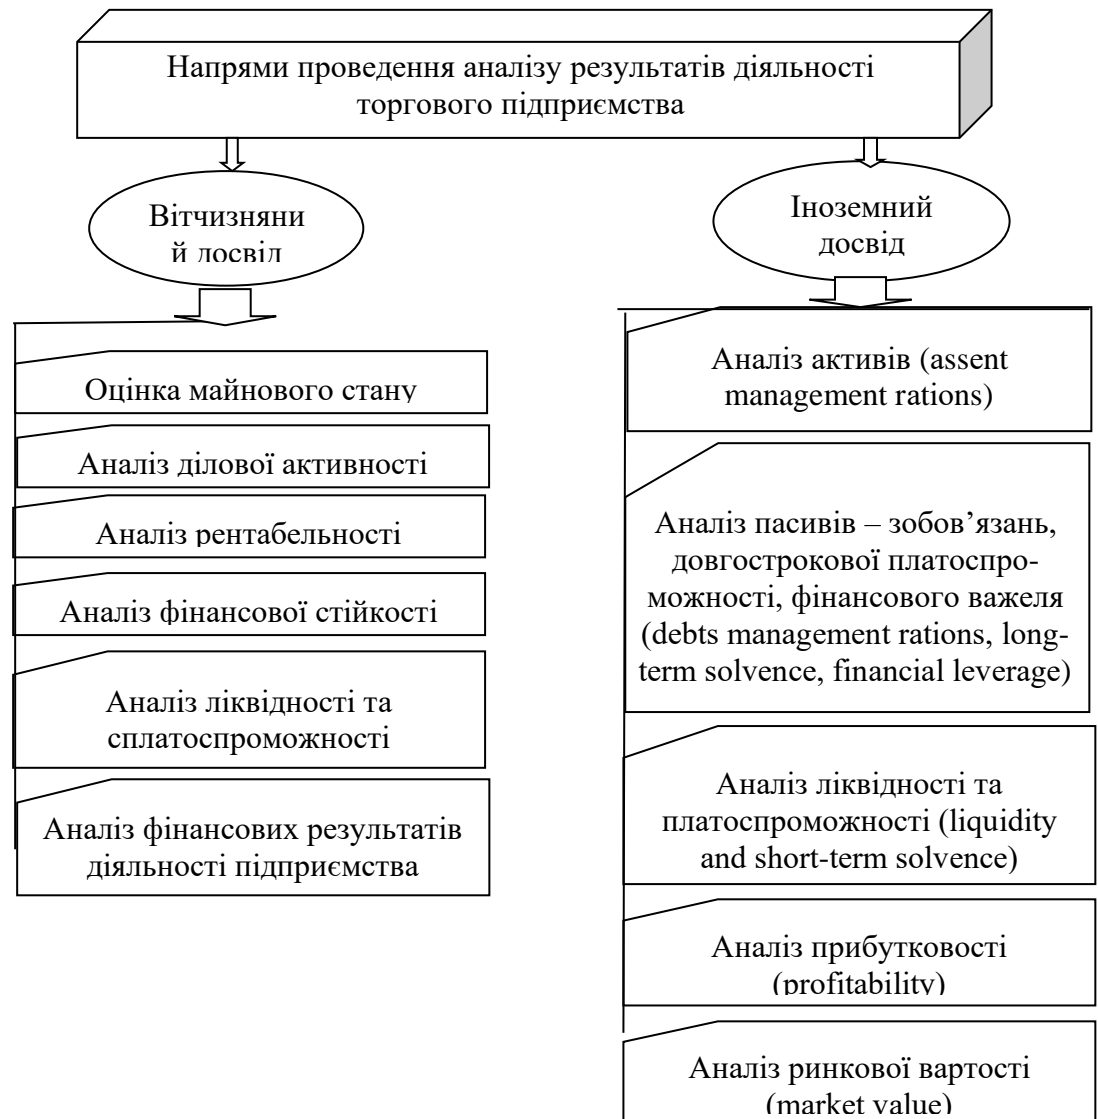 Напрями проведення аналізу результатів діяльності
торгового підприємства
Вітчизняни
й досвід
Іноземний
досвід
Оцінка майнового стану
Аналіз ділової активності
Аналіз рентабельності
Аналіз фінансової стійкості
Аналіз ліквідності та
сплатоспроможності
Аналіз фінансових результатів
діяльності підприємства
Аналіз активів (assent
management rations)
Аналіз пасивів – зобов’язань,
довгострокової платоспро-
можності, фінансового важеля
(debts management rations, long-
term solvence, financial leverage)
Аналіз ліквідності та
платоспроможності (liquidity
and short-term solvence)
Аналіз прибутковості
(profitability)
Аналіз ринкової вартості
(market value)